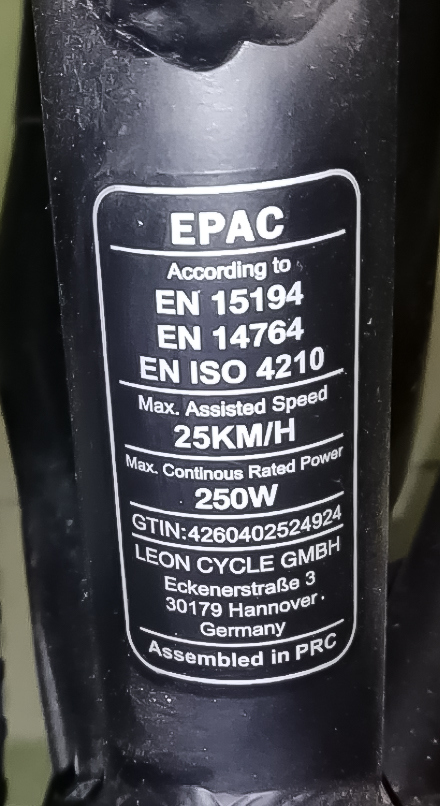 EPAC
According to
EN 15194
EN 14764
EN ISO 4210
Max. Assisted Speed
25KM/H
Max. Continous Rated Power
250W
GTIN:4260402524924
LEON CYCLE GMBH
Eckenerstraße 3
30179 Hannover
Germany
Assembled in PRC